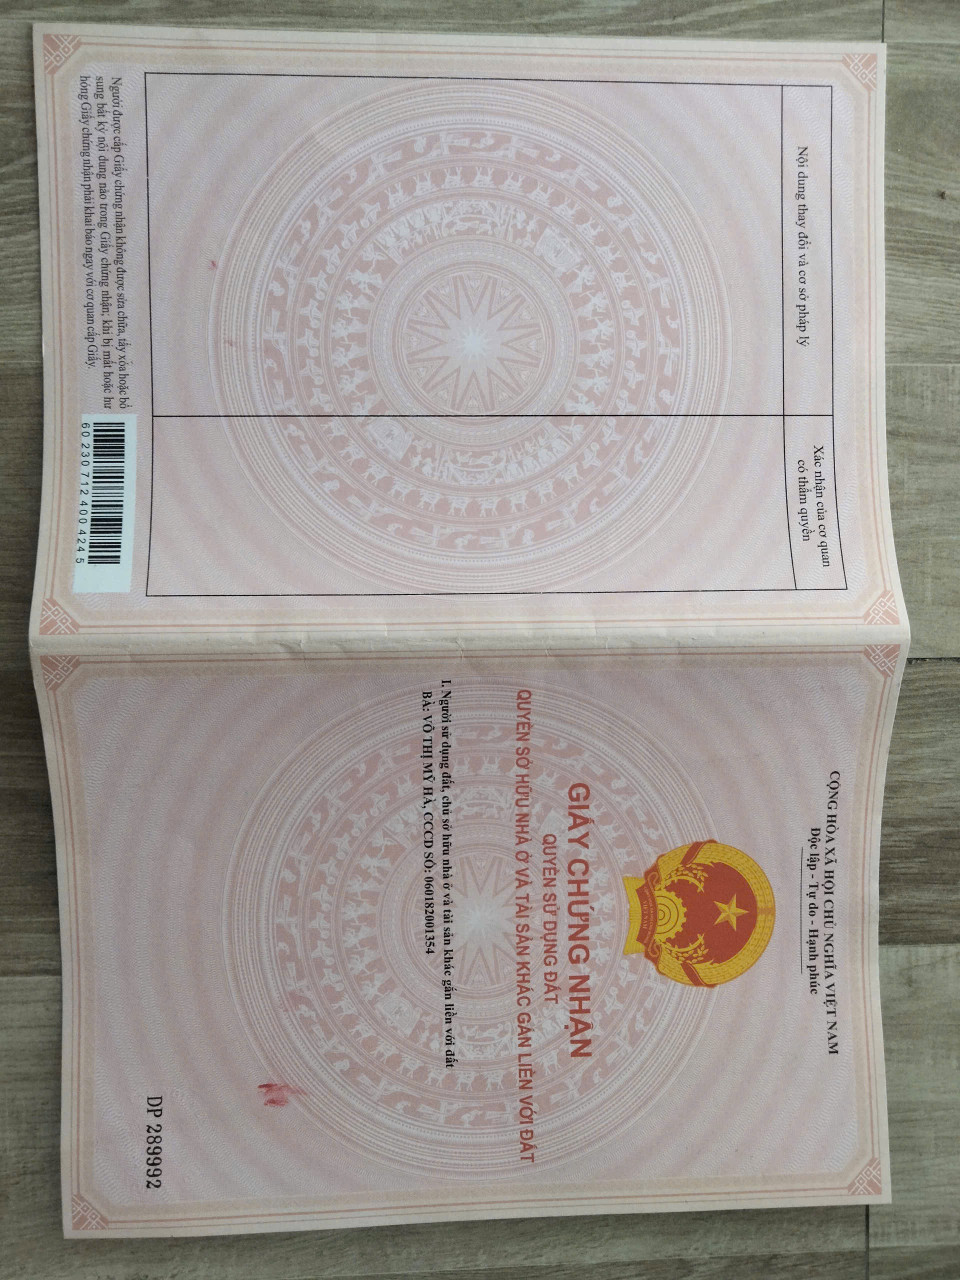 Nội dung thay đổi và cơ sở pháp lý
Xác nhận của cơ quan
có thẩm quyền
Người được cấp Giấy chứng nhận không được sửa chữa, tẩy xóa hoặc bổ
sung bất kỳ nội dung nào trong Giấy chứng nhận; khi bị mất hoặc hư
hỏng Giấy chứng nhận phải khai báo ngay với cơ quan cấp Giấy.
6023071240042​45
CỘNG HÒA XÃ HỘI CHỦ NGHĨA VIỆT NAM
Độc lập - Tự do - Hạnh phúc
VIỆT NAM
GIẤY CHỨNG NHẬN
QUYỀN SỬ DỤNG ĐẤT
QUYỀN SỞ HỮU NHÀ Ở VÀ TÀI SẢN KHÁC GẮN LIỀN VỚI ĐẤT
I. Người sử dụng đất, chủ sở hữu nhà ở và tài sản khác gắn liền với đất
BÀ: VÕ THỊ MỸ HÀ, CCCD SỐ: 060182001354
DP 289992